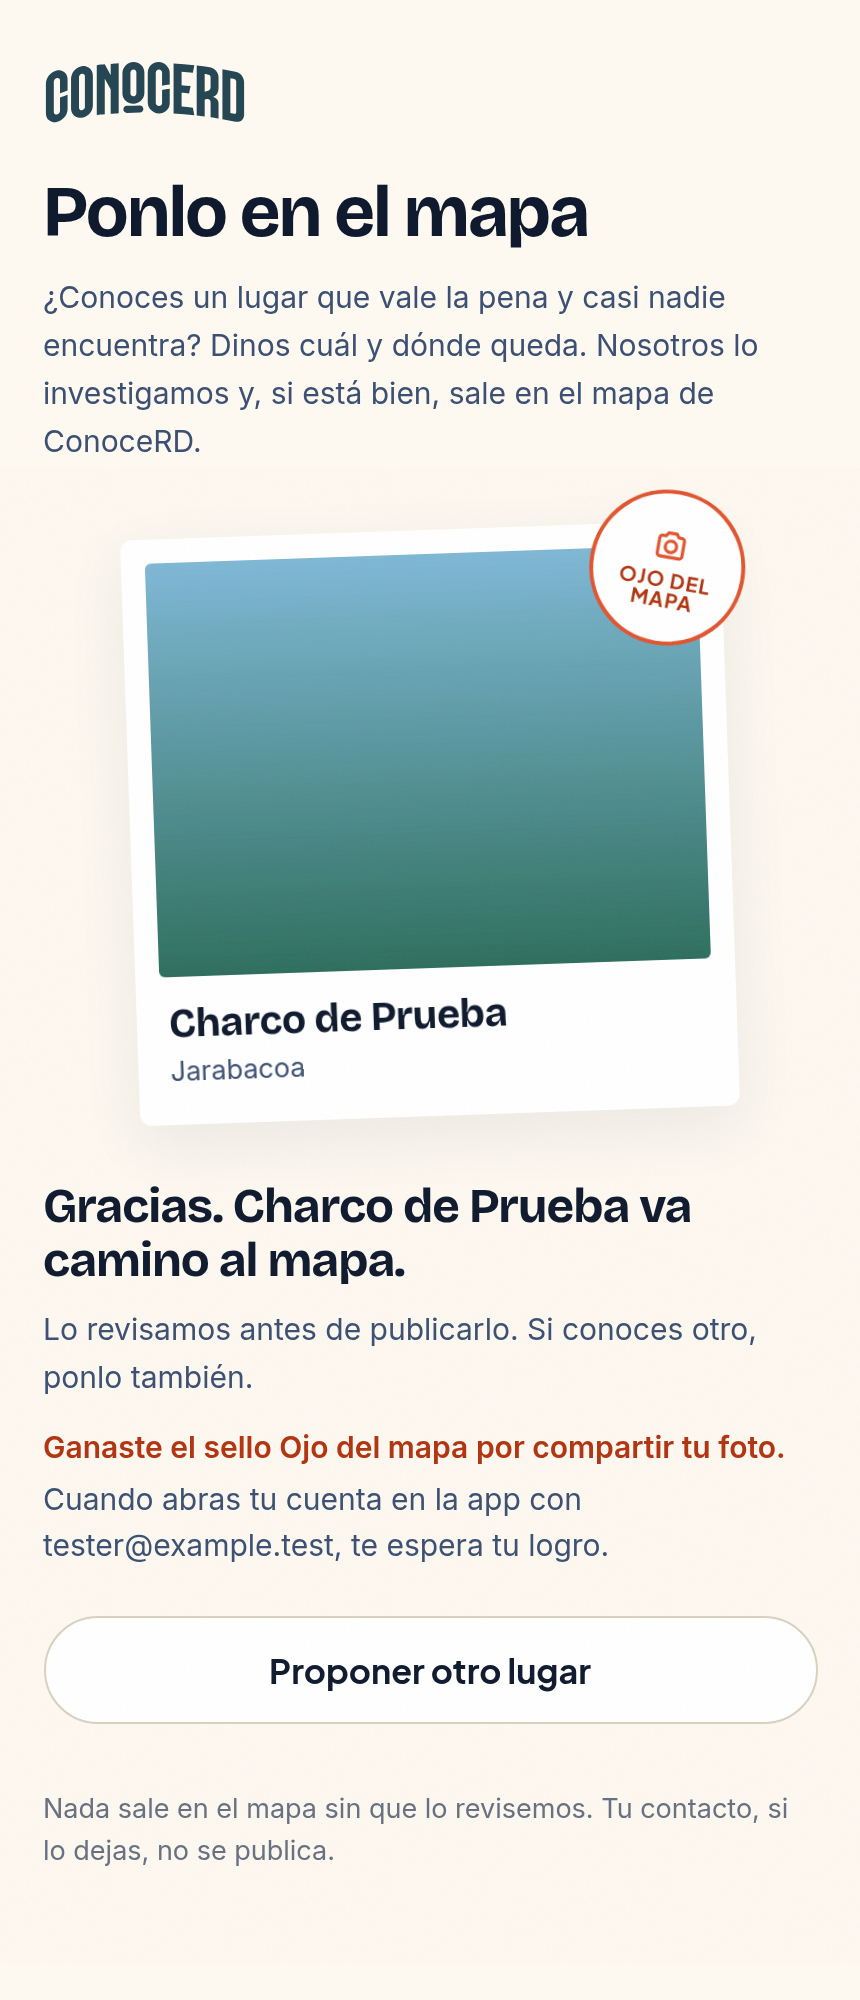 CONOCERD
Ponlo en el mapa
¿Conoces un lugar que vale la pena y casi nadie
encuentra? Dinos cuál y dónde queda. Nosotros lo
investigamos y, si está bien, sale en el mapa de
ConoceRD.
OJO DEL
MAPA
Charco de Prueba
Jarabacoa
Gracias. Charco de Prueba va
camino al mapa.
Lo revisamos antes de publicarlo. Si conoces otro,
ponlo también.
Ganaste el sello Ojo del mapa por compartir tu foto.
Cuando abras tu cuenta en la app con
tester@example.test, te espera tu logro.
Proponer otro lugar
Nada sale en el mapa sin que lo revisemos. Tu contacto, si
lo dejas, no se publica.